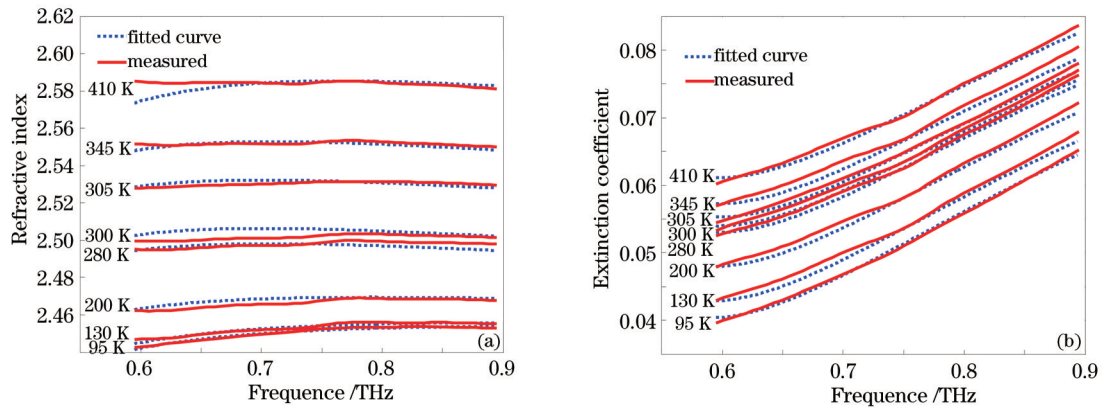 2.62
2.60
2.58
2.56
2.54
2.52
2.50
2.48
2.46
Refractive index
fitted curve
measured
410 K
345 K
305 K
300 K
280 K
200 K
130 K
95 K
(a)
0.6
0.7
0.8
0.9
Frequence /THz
0.08
0.07
0.06
0.05
0.04
Extinction coefficient
fitted curve
measured
410 K
345 K
305 K
300 K
280 K
200 K
130 K
95 K
(b)
0.6
0.7
0.8
0.9
Frequence /THz